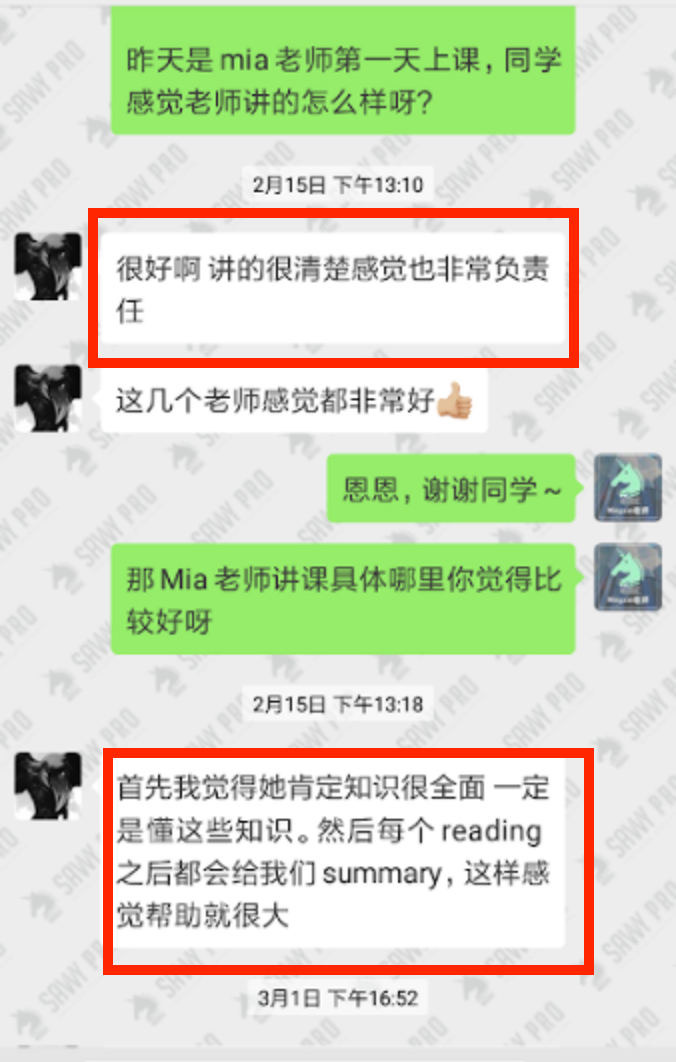 昨天是 mia 老师第一天上课，同学
感觉老师讲的怎么样呀？
2月15日 下午13:10
很好啊 讲的很清楚感觉也非常负责
任
这几个老师感觉都非常好👍🏼
恩恩，谢谢同学～
那 Mia 老师讲课具体哪里你觉得比
较好呀
2月15日 下午13:18
首先我觉得她肯定知识很全面 一定
是懂这些知识。然后每个 reading
之后都会给我们 summary，这样感
觉帮助就很大
3月1日 下午16:52
SAWY PRO